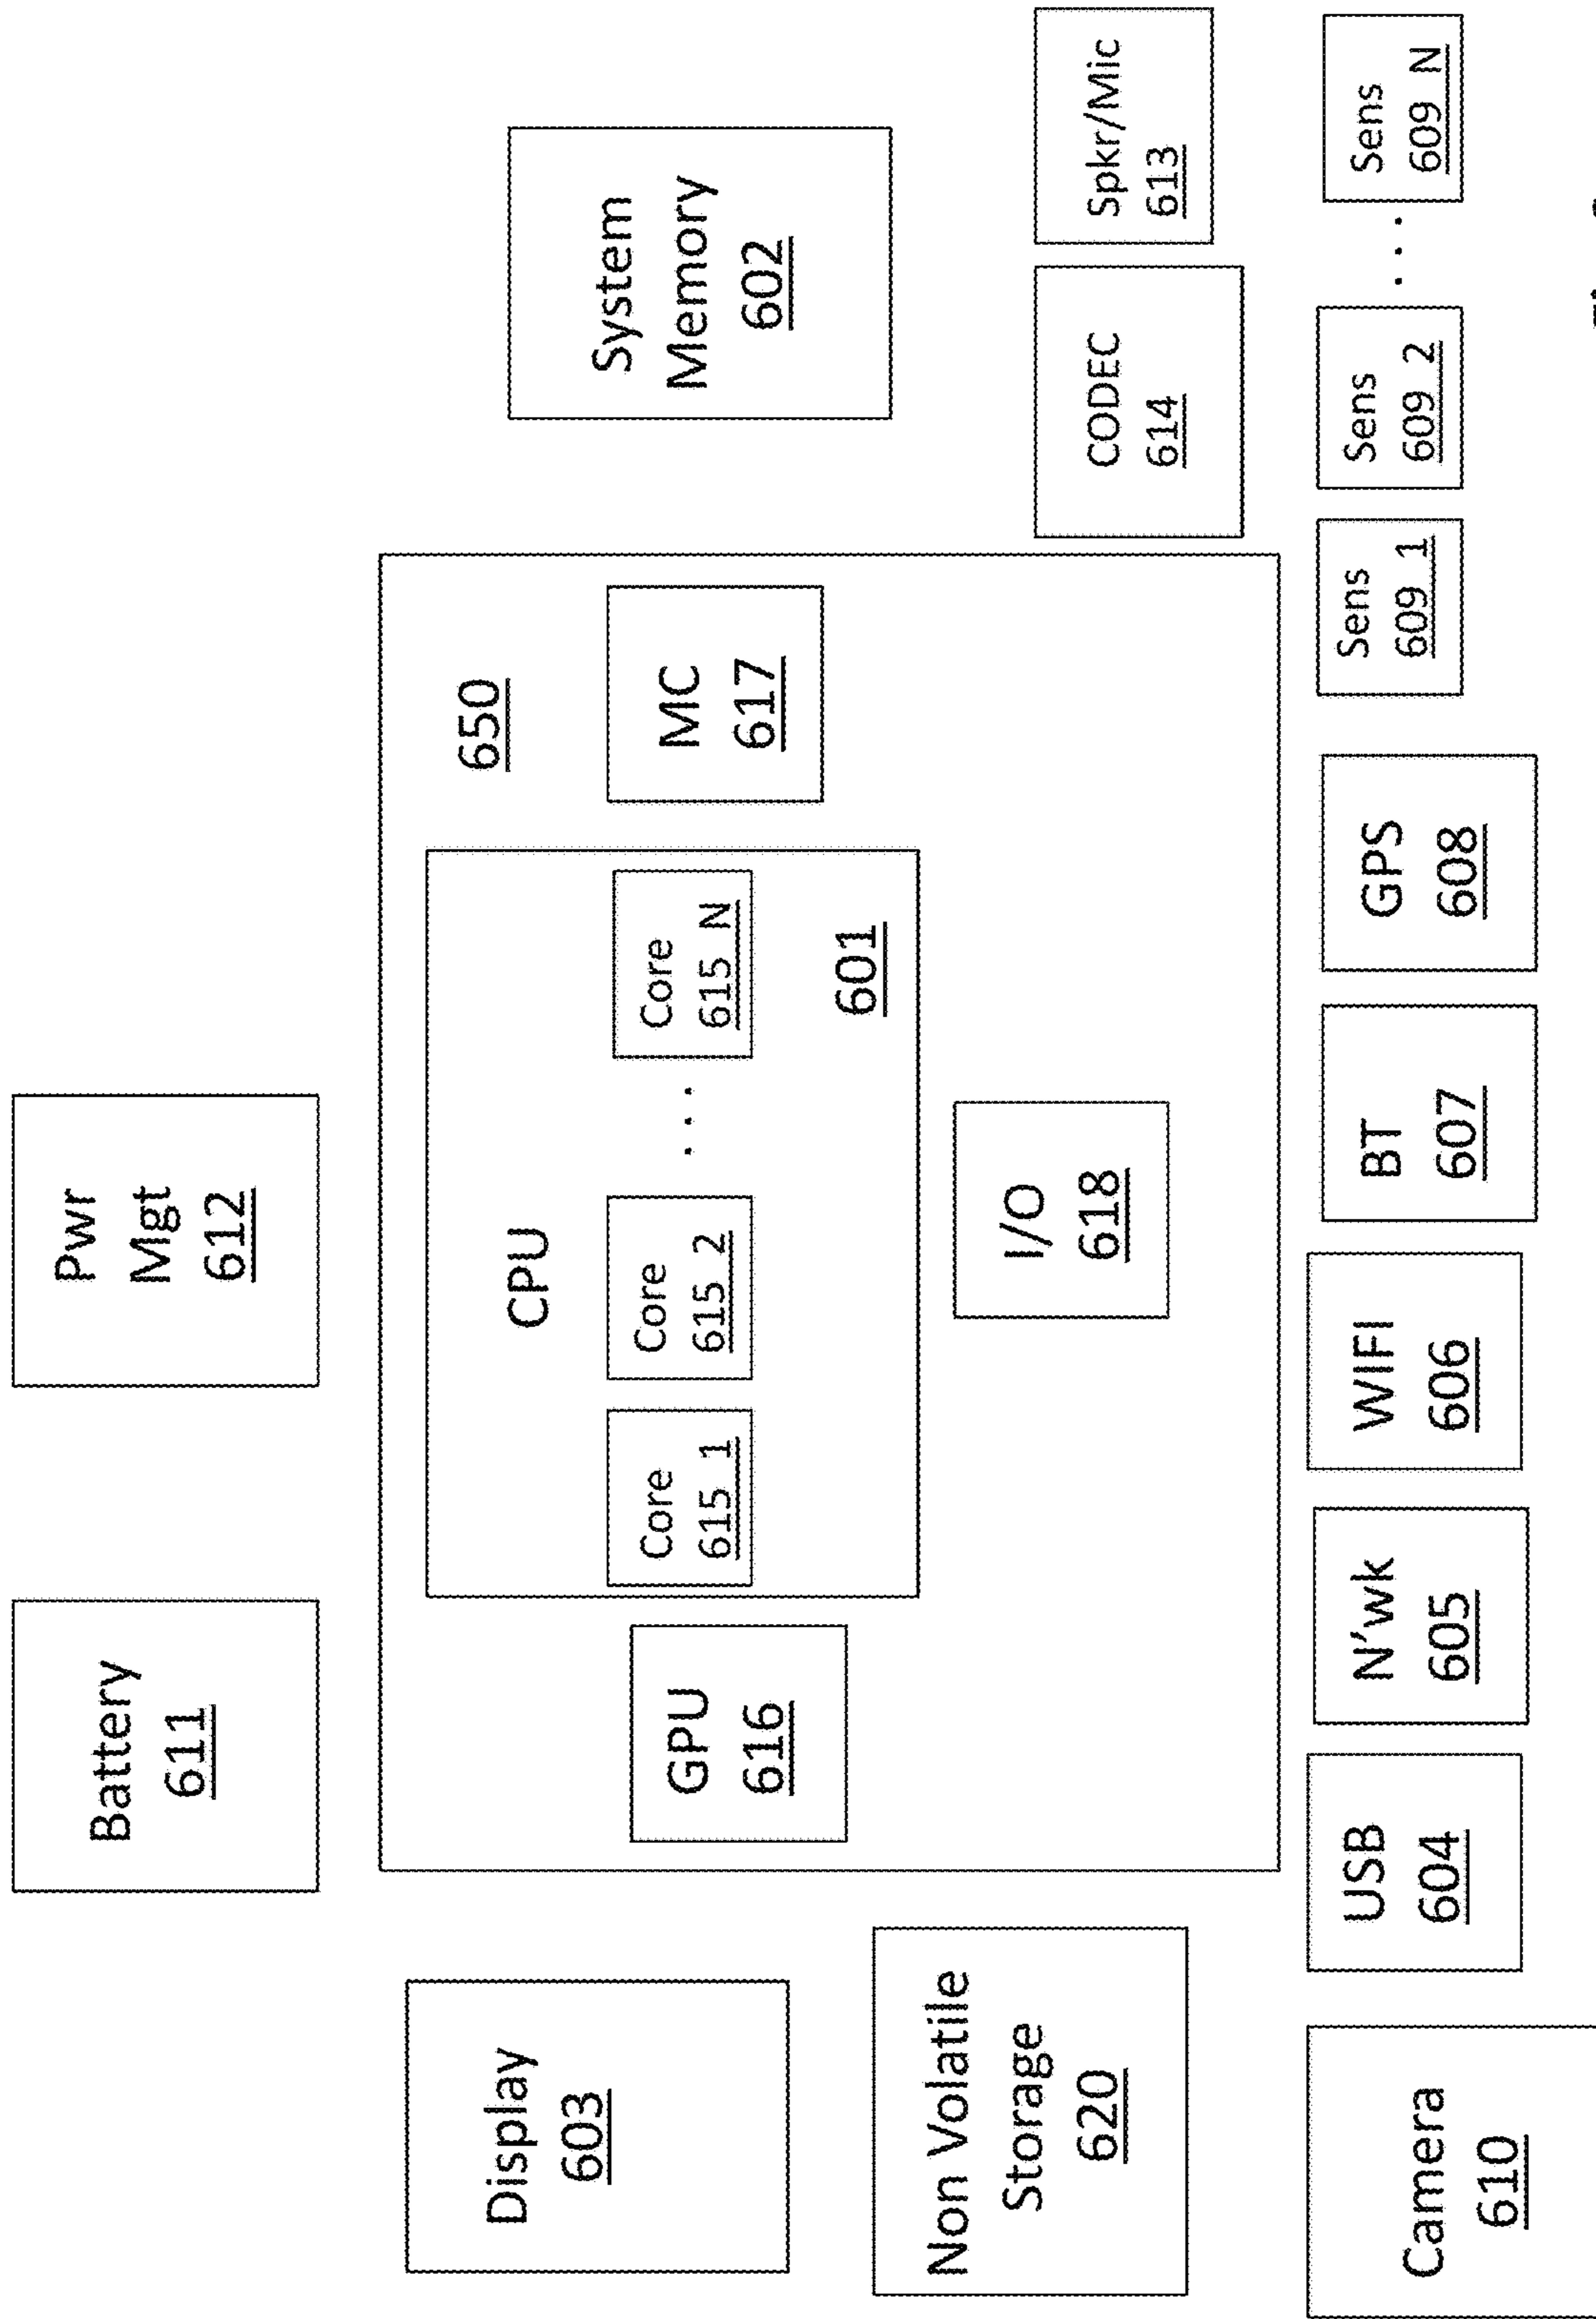 Battery
611
Pwr
Mgt
612
Display
603
650
CPU
System
Memory
602
GPU
616
Core
615_1
Core
615_2
...
Core
615_N
601
MC
617
Non Volatile
Storage
620
I/O
618
CODEC
614
Spkr/Mic
613
Camera
610
USB
604
N'wk
605
WIFI
606
BT
607
GPS
608
Sens
609_1
Sens
609_2
...
Sens
609_N